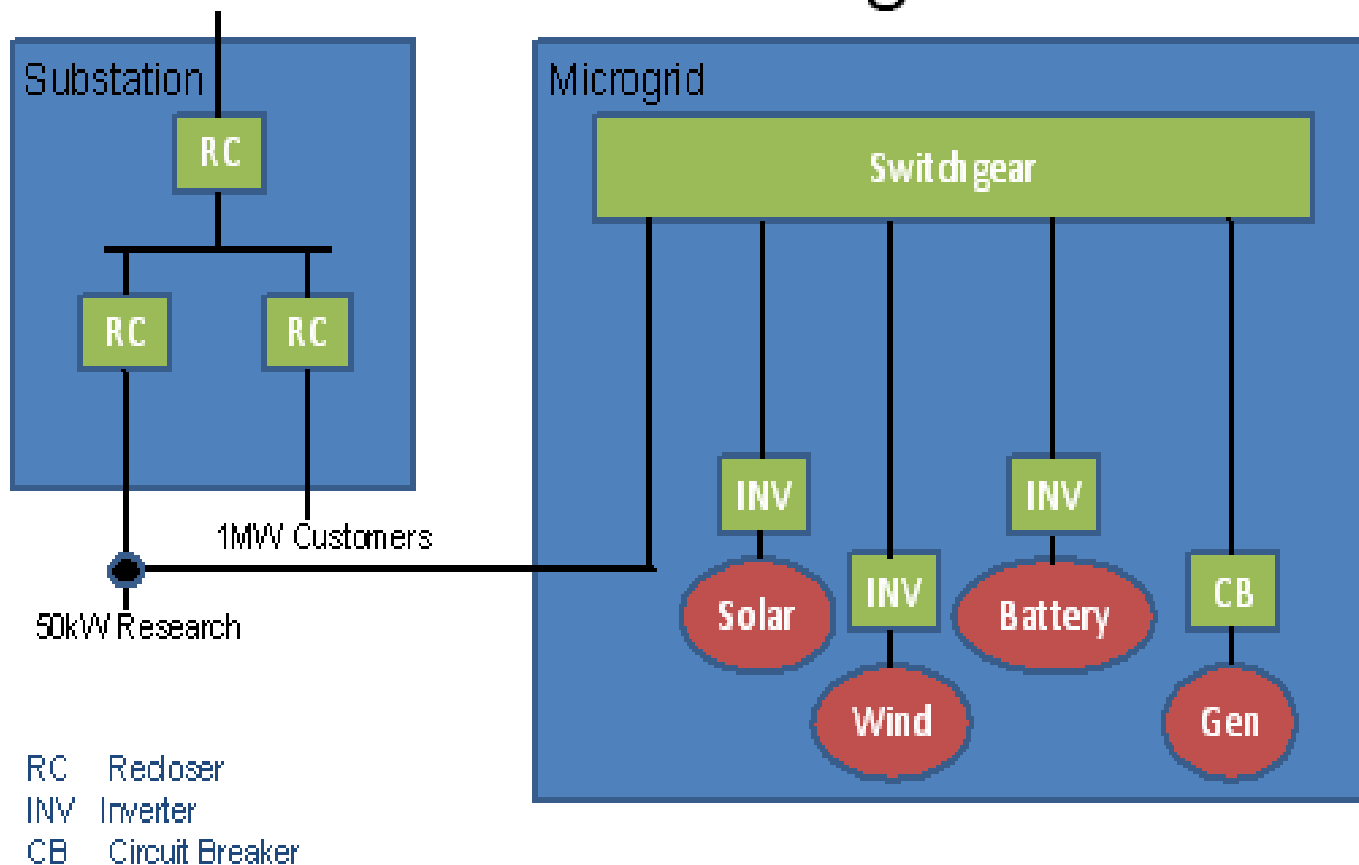 Substation
RC
RC
RC
1MW Customers
50kW Research
Microgrid
Switchgear
INV
INV
INV
CB
Solar
Battery
Wind
Gen
RC Recloser
INV Inverter
CB Circuit Breaker